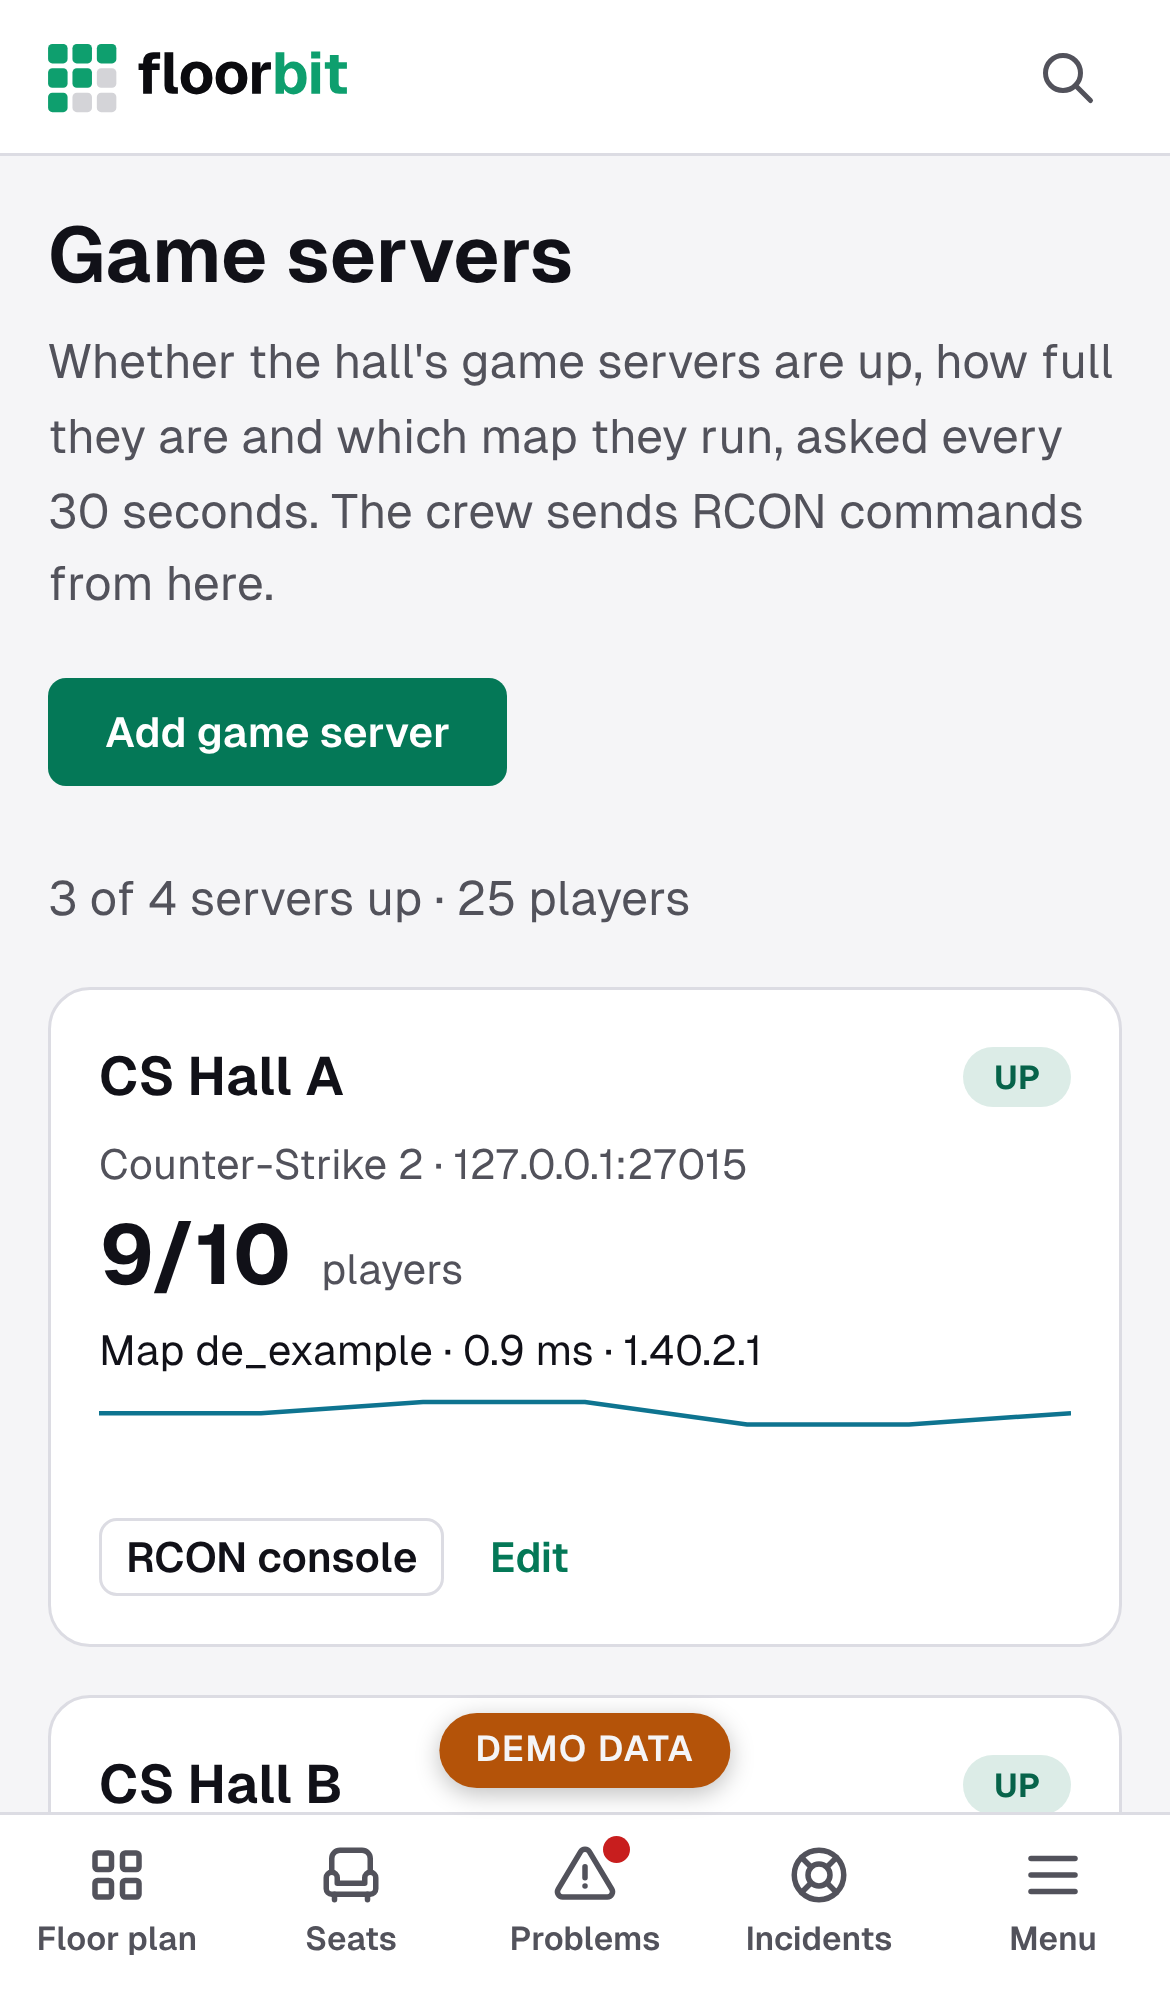 floorbit
Game servers
Whether the hall's game servers are up, how full
they are and which map they run, asked every
30 seconds. The crew sends RCON commands
from here.
Add game server
3 of 4 servers up · 25 players
CS Hall A
UP
Counter-Strike 2 · 127.0.0.1:27015
9/10 players
Map de_example · 0.9 ms · 1.40.2.1
RCON console
Edit
DEMO DATA
CS Hall B
UP
Floor plan
Seats
Problems
Incidents
Menu